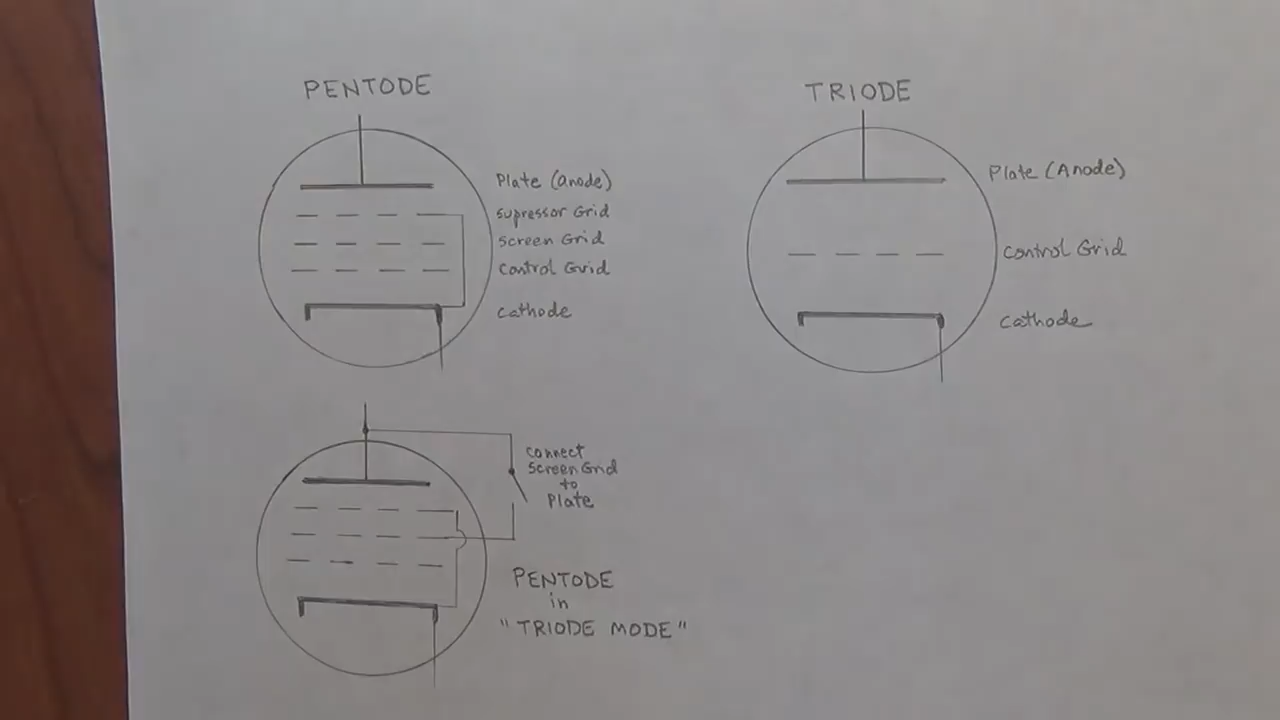 PENTODE
Plate (anode)
supressor Grid
screen Grid
control Grid
cathode
TRIODE
Plate (Anode)
control Grid
cathode
connect
screen Grid
to
Plate
PENTODE
in
"TRIODE MODE"